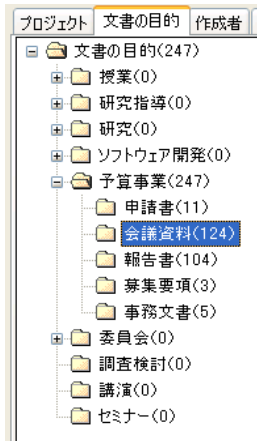 プロジェクト 文書の目的 作成者
文書の目的(247)
授業(0)
研究指導(0)
研究(0)
ソフトウェア開発(0)
予算事業(247)
申請書(11)
会議資料(124)
報告書(104)
募集要項(3)
事務文書(5)
委員会(0)
調査検討(0)
講演(0)
セミナー(0)